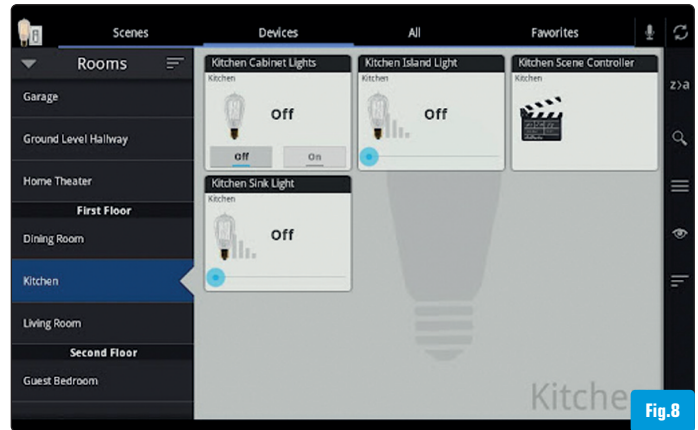 Scenes Devices All Favorites
Rooms
Garage
Ground Level Hallway
Home Theater
First Floor
Dining Room
Kitchen
Living Room
Second Floor
Guest Bedroom
Kitchen Cabinet Lights
Kitchen
Off
Off On
Kitchen Island Light
Kitchen
Off
Kitchen Scene Controller
Kitchen
Kitchen Sink Light
Kitchen
Off
z>a
Kitche
Fig.8